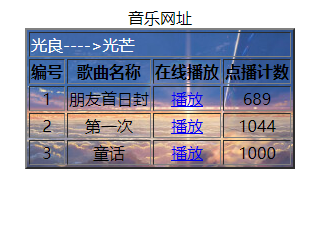 音乐网址
光良---->光芒
编号 歌曲名称 在线播放 点播计数
1 朋友首日封 播放 689
2 第一次 播放 1044
3 童话 播放 1000